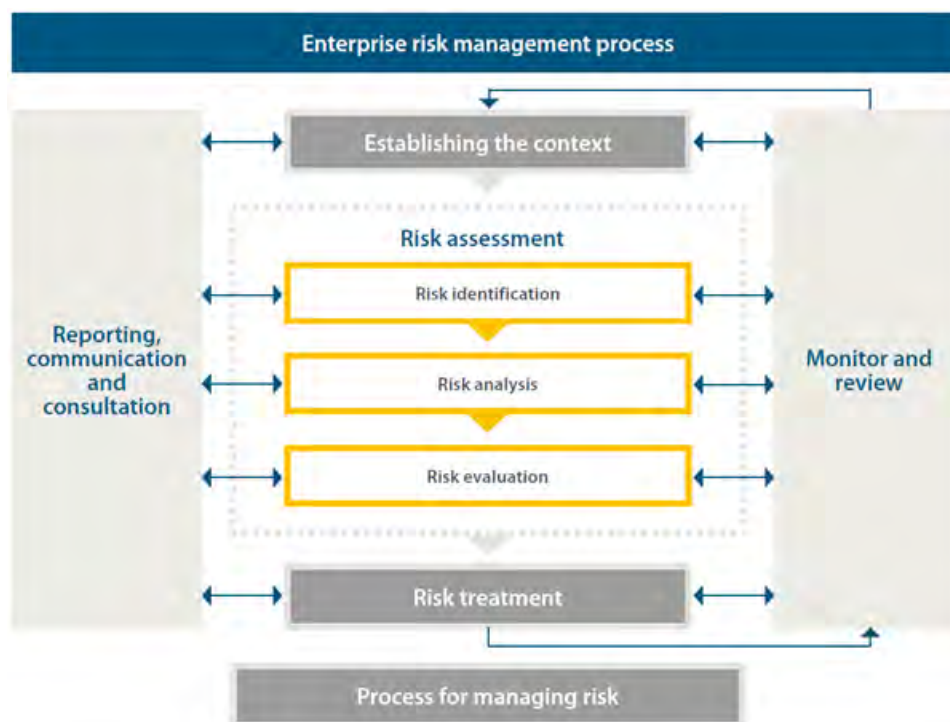 Enterprise risk management process
Establishing the context
Risk assessment
Risk identification
Reporting,
communication
and
consultation
Risk analysis
Monitor and
review
Risk evaluation
Risk treatment
Process for managing risk